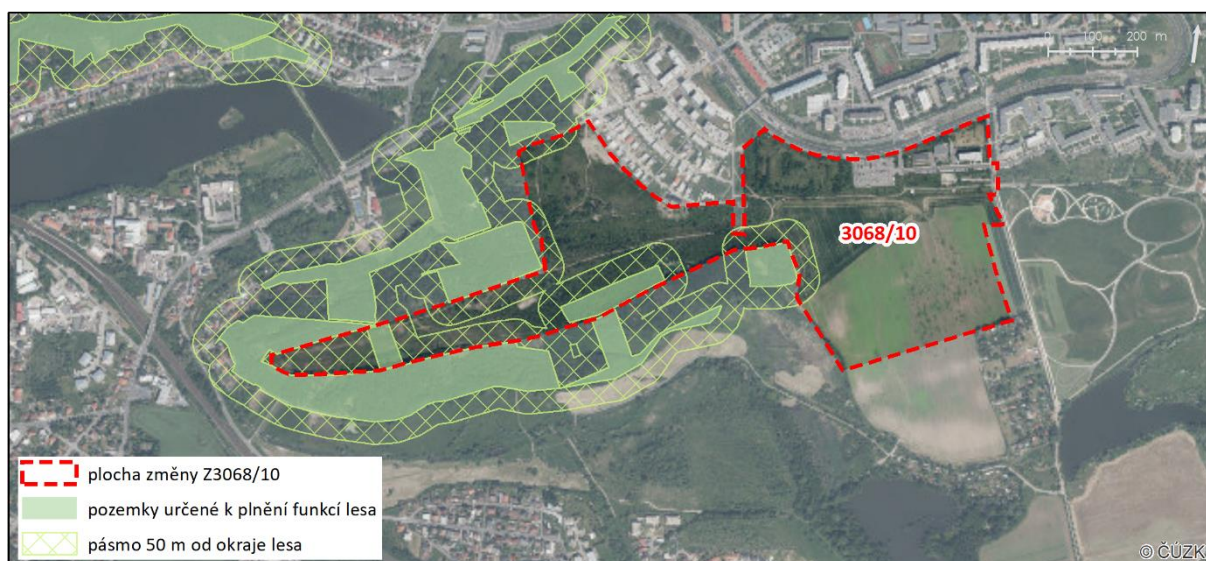 0 100 200 m
3068/10
plocha změny Z3068/10
pozemky určené k plnění funkcí lesa
pásmo 50 m od okraje lesa
© ČÚZK